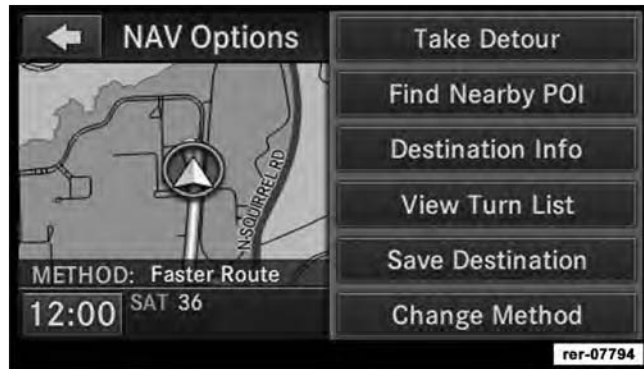 NAV Options
N SQUIRREL RD
METHOD: Faster Route
12:00 SAT 36
Take Detour
Find Nearby POI
Destination Info
View Turn List
Save Destination
Change Method
rer-07794